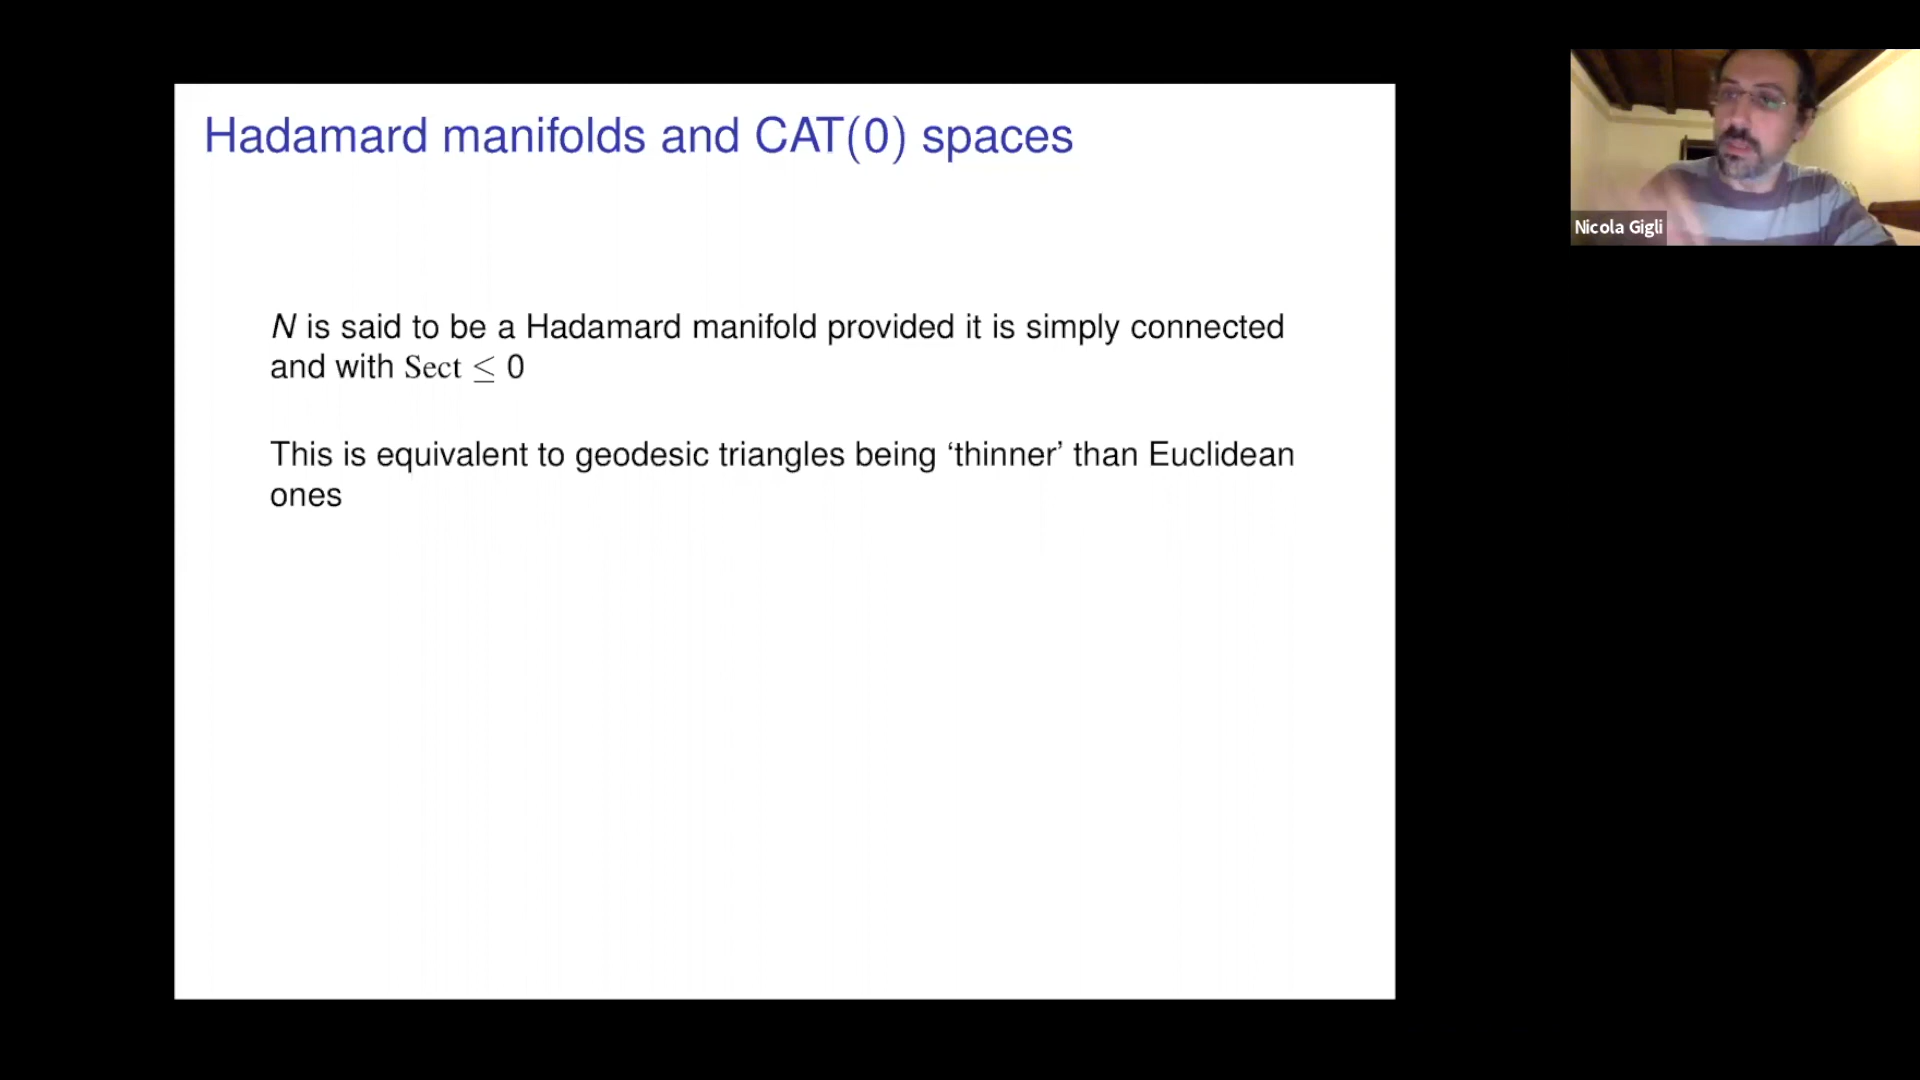 Hadamard manifolds and CAT(0) spaces
N is said to be a Hadamard manifold provided it is simply connected
and with Sect ≤ 0
This is equivalent to geodesic triangles being ‘thinner’ than Euclidean
ones
Nicola Gigli